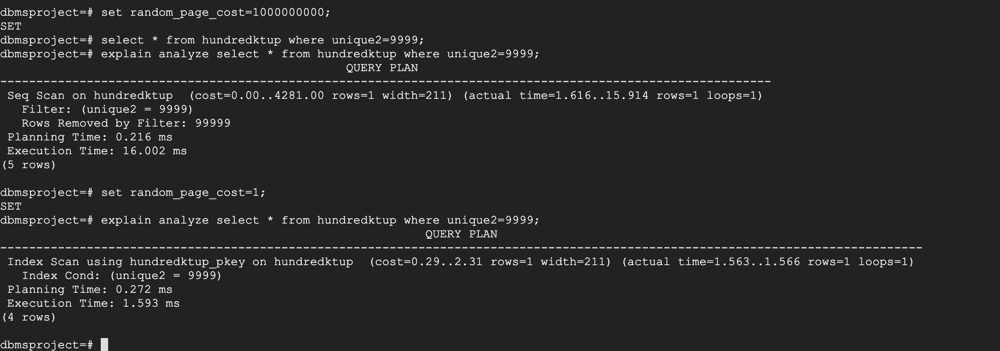 dbmsproject=# set random_page_cost=1000000000;
SET
dbmsproject=# select * from hundredktup where unique2=9999;
dbmsproject=# explain analyze select * from hundredktup where unique2=9999;
QUERY PLAN
-----------------------------------------------------------------------------------------------------------
Seq Scan on hundredktup  (cost=0.00..4281.00 rows=1 width=211) (actual time=1.616..15.914 rows=1 loops=1)
Filter: (unique2 = 9999)
Rows Removed by Filter: 99999
Planning Time: 0.216 ms
Execution Time: 16.002 ms
(5 rows)
dbmsproject=# set random_page_cost=1;
SET
dbmsproject=# explain analyze select * from hundredktup where unique2=9999;
QUERY PLAN
--------------------------------------------------------------------------------------------------------------------------------
Index Scan using hundredktup_pkey on hundredktup  (cost=0.29..2.31 rows=1 width=211) (actual time=1.563..1.566 rows=1 loops=1)
Index Cond: (unique2 = 9999)
Planning Time: 0.272 ms
Execution Time: 1.593 ms
(4 rows)
dbmsproject=#